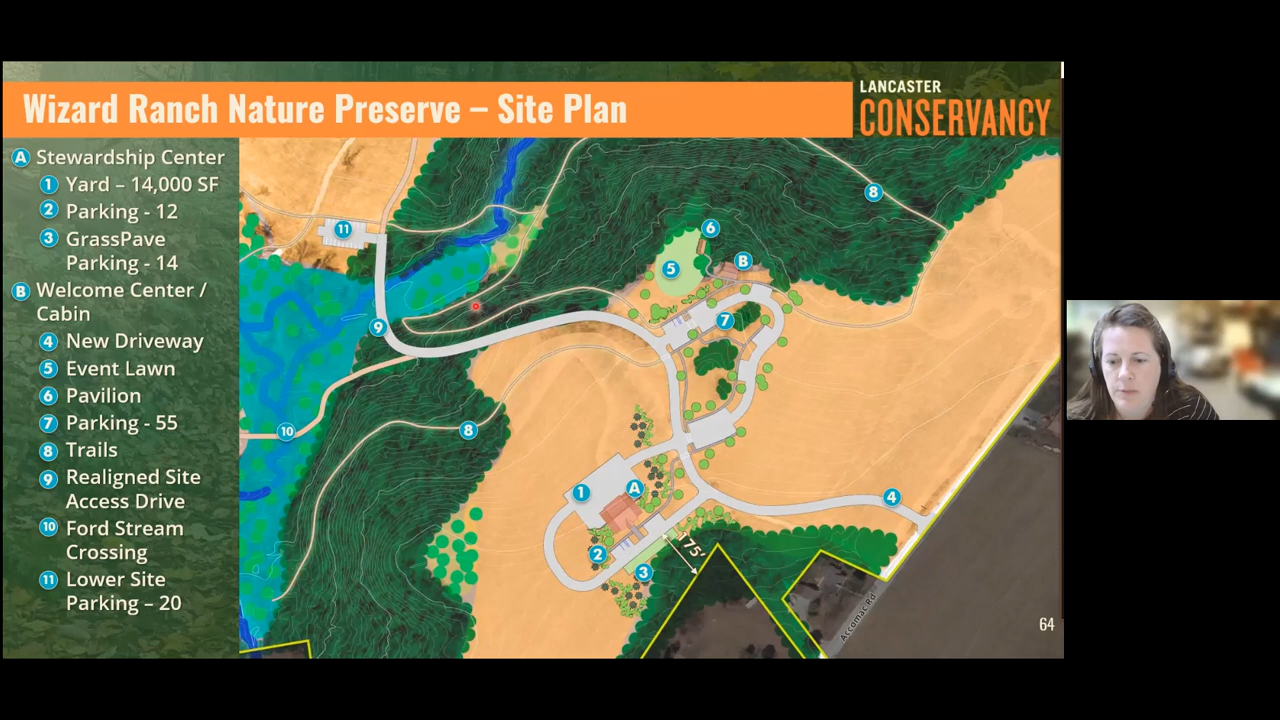 Wizard Ranch Nature Preserve – Site Plan
LANCASTER
CONSERVANCY
A Stewardship Center
1 Yard – 14,000 SF
2 Parking - 12
3 GrassPave
Parking - 14
B Welcome Center /
Cabin
4 New Driveway
5 Event Lawn
6 Pavilion
7 Parking - 55
8 Trails
9 Realigned Site
Access Drive
10 Ford Stream
Crossing
11 Lower Site
Parking – 20
8
11
6
B
5
7
9
10
8
A
1
4
175'
2
3
Accomac Rd
64